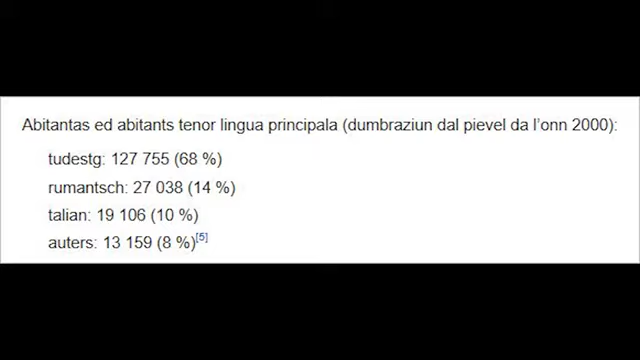 Abitantas ed abitants tenor lingua principala (dumbraziun dal pievel da l’onn 2000):
tudestg: 127 755 (68 %)
rumantsch: 27 038 (14 %)
talian: 19 106 (10 %)
auters: 13 159 (8 %)[5]